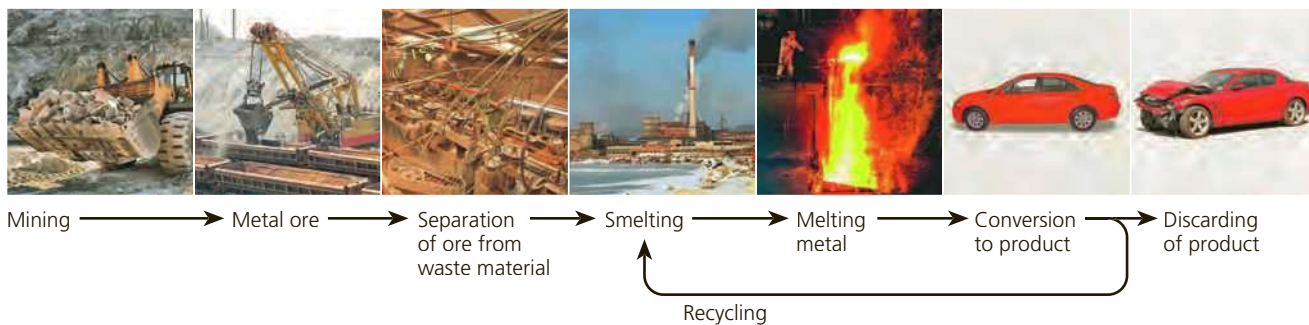 Mining
Metal ore
Separation
of ore from
waste material
Smelting
Melting
metal
Conversion
to product
Discarding
of product
Recycling